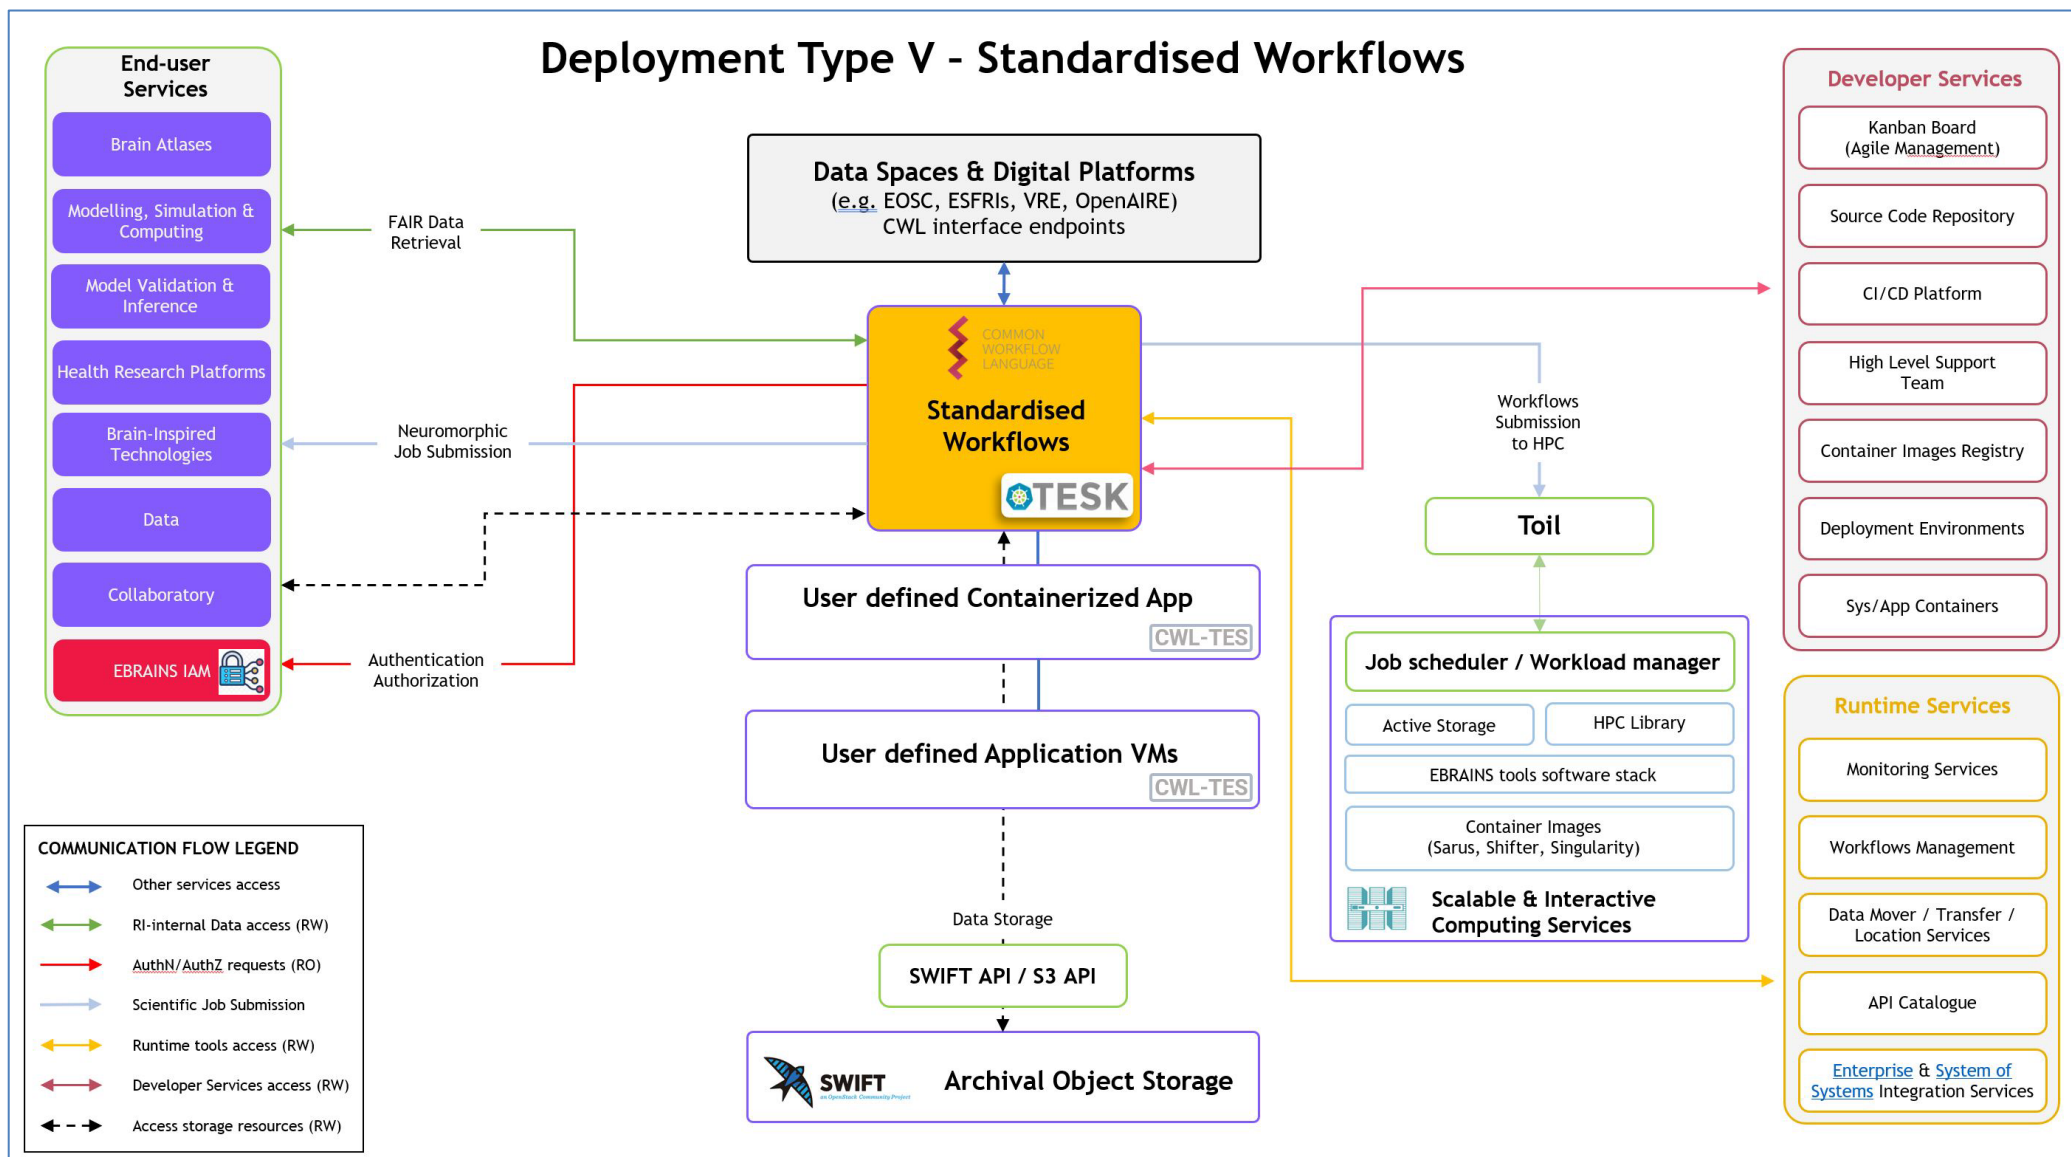 Deployment Type V – Standardised Workflows
End-user
Services
Brain Atlases
Modelling, Simulation &
Computing
Model Validation &
Inference
Health Research Platforms
Brain-Inspired
Technologies
Data
Collaboratory
EBRAINS IAM
FAIR Data
Retrieval
Neuromorphic
Job Submission
Authentication
Authorization
Data Spaces & Digital Platforms
(e.g. EOSC, ESFRIs, VRE, OpenAIRE)
CWL interface endpoints
COMMON
WORKFLOW
LANGUAGE
Standardised
Workflows
TESK
User defined Containerized App
CWL-TES
User defined Application VMs
CWL-TES
Data Storage
SWIFT API / S3 API
SWIFT
an OpenStack Community Project
Archival Object Storage
Workflows
Submission
to HPC
Toil
Job scheduler / Workload manager
Active Storage
HPC Library
EBRAINS tools software stack
Container Images
(Sarus, Shifter, Singularity)
Scalable & Interactive
Computing Services
Developer Services
Kanban Board
(Agile Management)
Source Code Repository
CI/CD Platform
High Level Support
Team
Container Images Registry
Deployment Environments
Sys/App Containers
Runtime Services
Monitoring Services
Workflows Management
Data Mover / Transfer /
Location Services
API Catalogue
Enterprise & System of
Systems Integration Services
COMMUNICATION FLOW LEGEND
Other services access
RI-internal Data access (RW)
AuthN/AuthZ requests (RO)
Scientific Job Submission
Runtime tools access (RW)
Developer Services access (RW)
Access storage resources (RW)